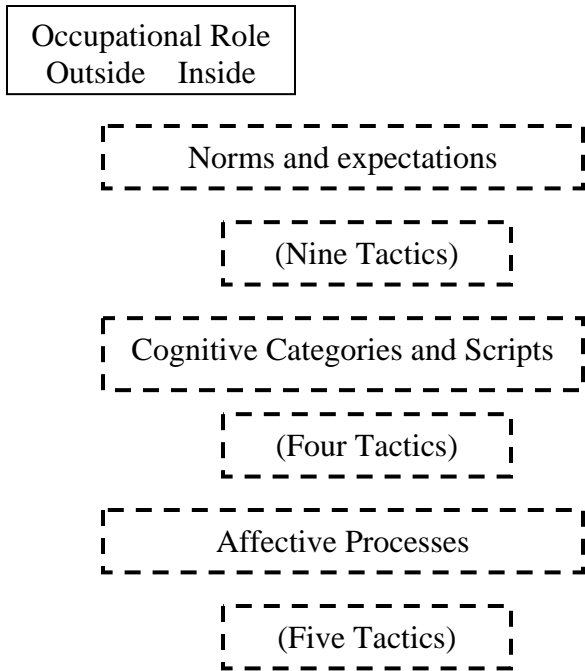 Occupational Role
Outside Inside
Norms and expectations
(Nine Tactics)
Cognitive Categories and Scripts
(Four Tactics)
Affective Processes
(Five Tactics)